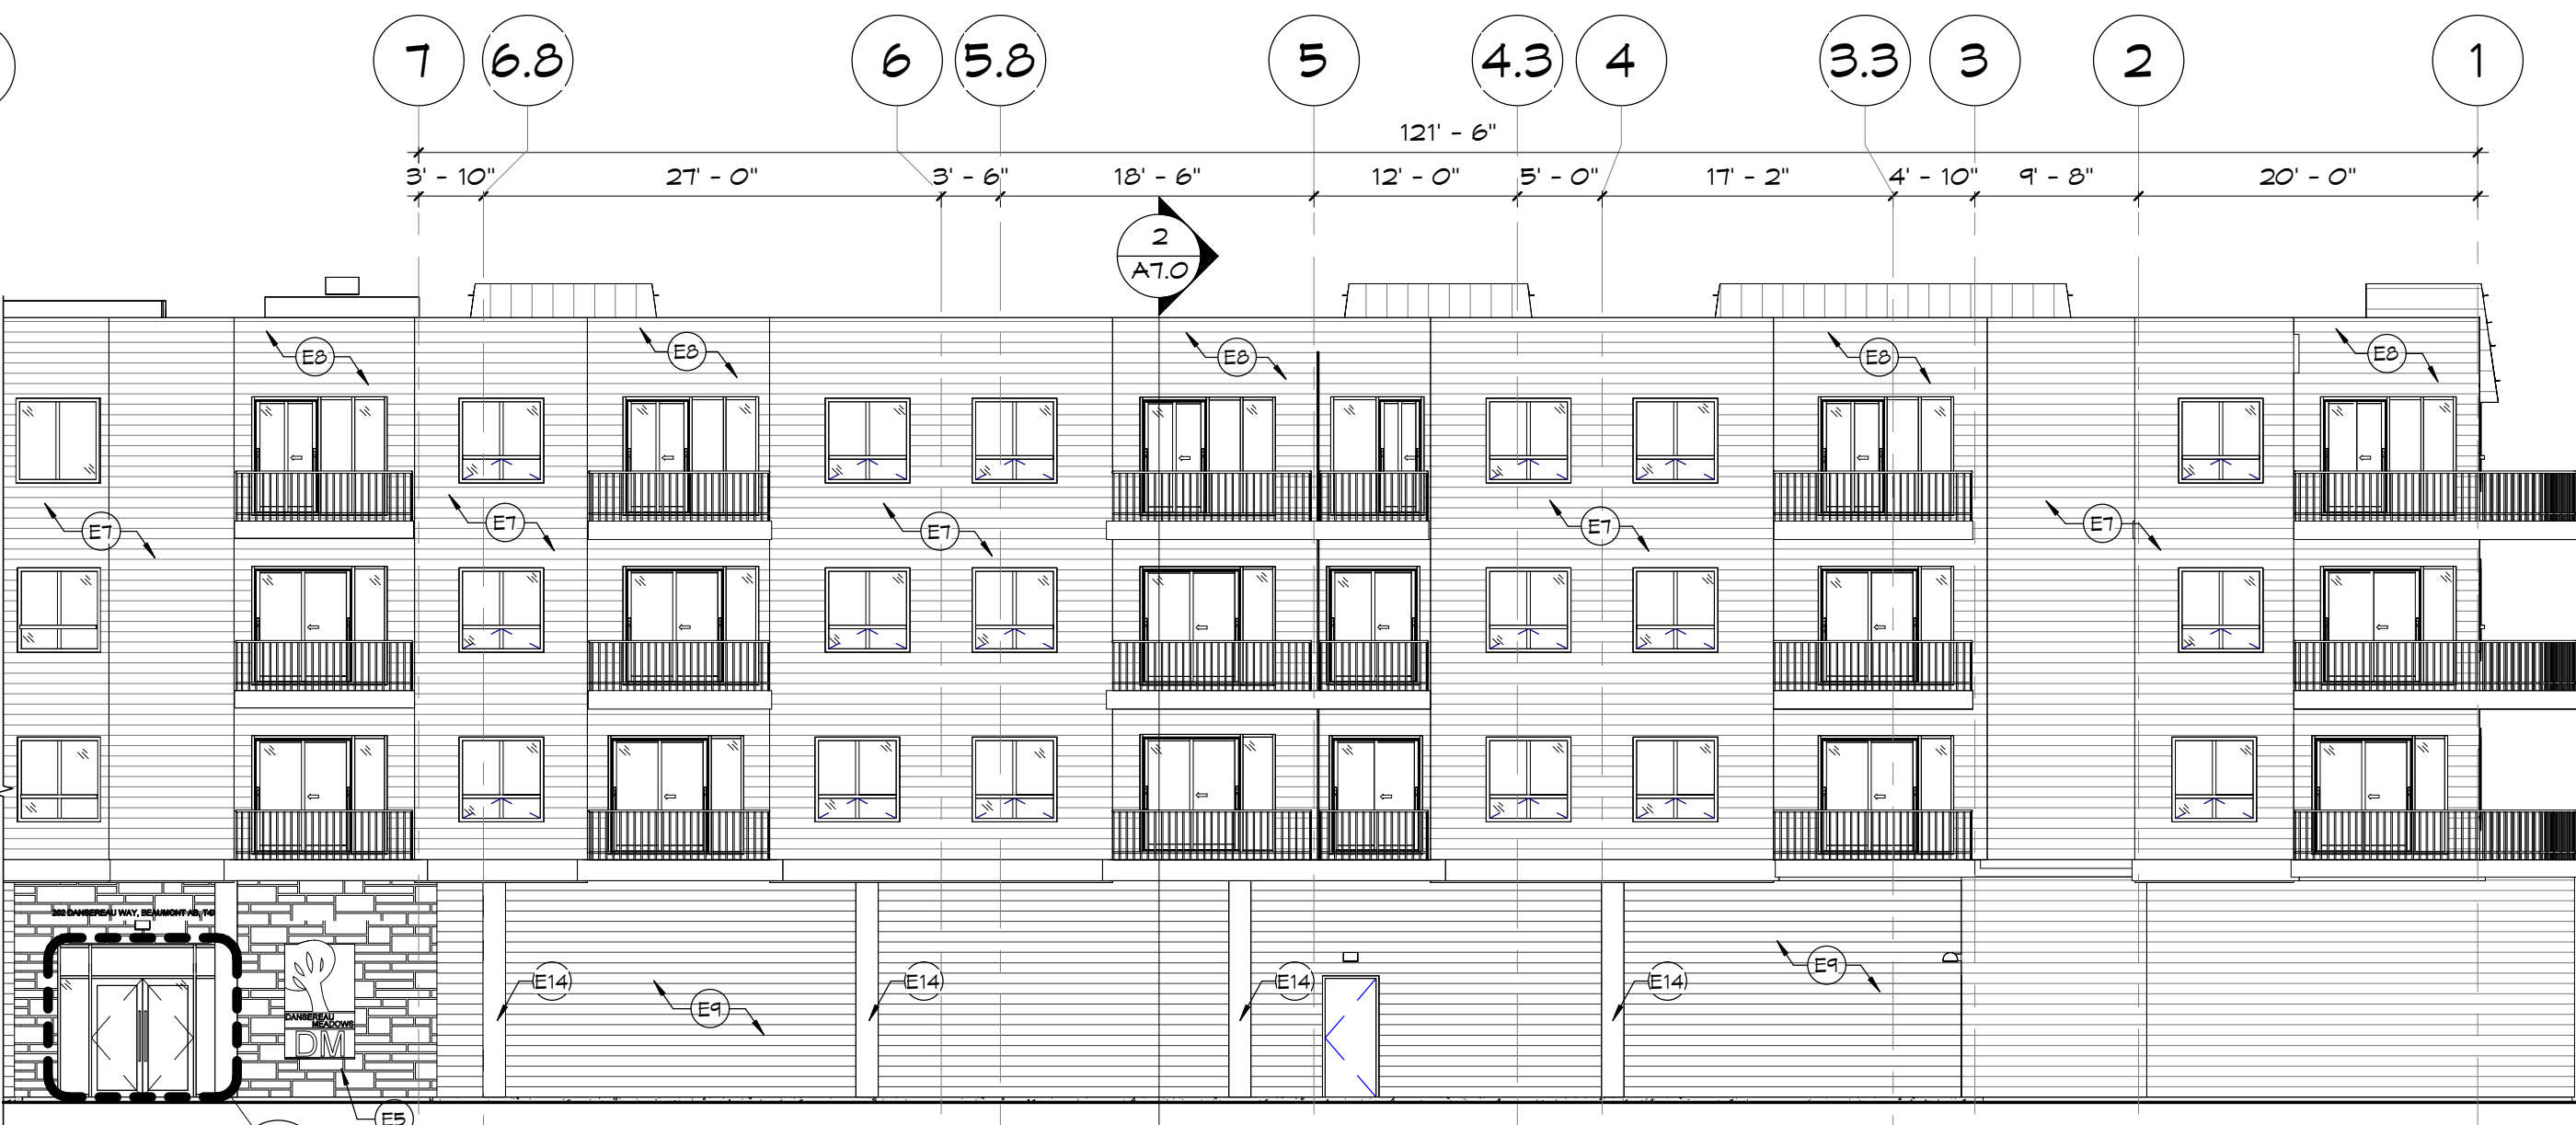 7 6.8 6 5.8 5 4.3 4 3.3 3 2 1
121' - 6"
3' - 10" 27' - 0" 3' - 6" 18' - 6" 12' - 0" 5' - 0" 17' - 2" 4' - 10" 9' - 8" 20' - 0"
2
A7.0
E8 E8 E8 E8 E8
E7 E7 E7 E7 E7
202 DANSEREAU WAY, BEAUMONT AB,
E14 E14 E14 E14
E9 E9
DANSEREAU
MEADOWS
DM
E5